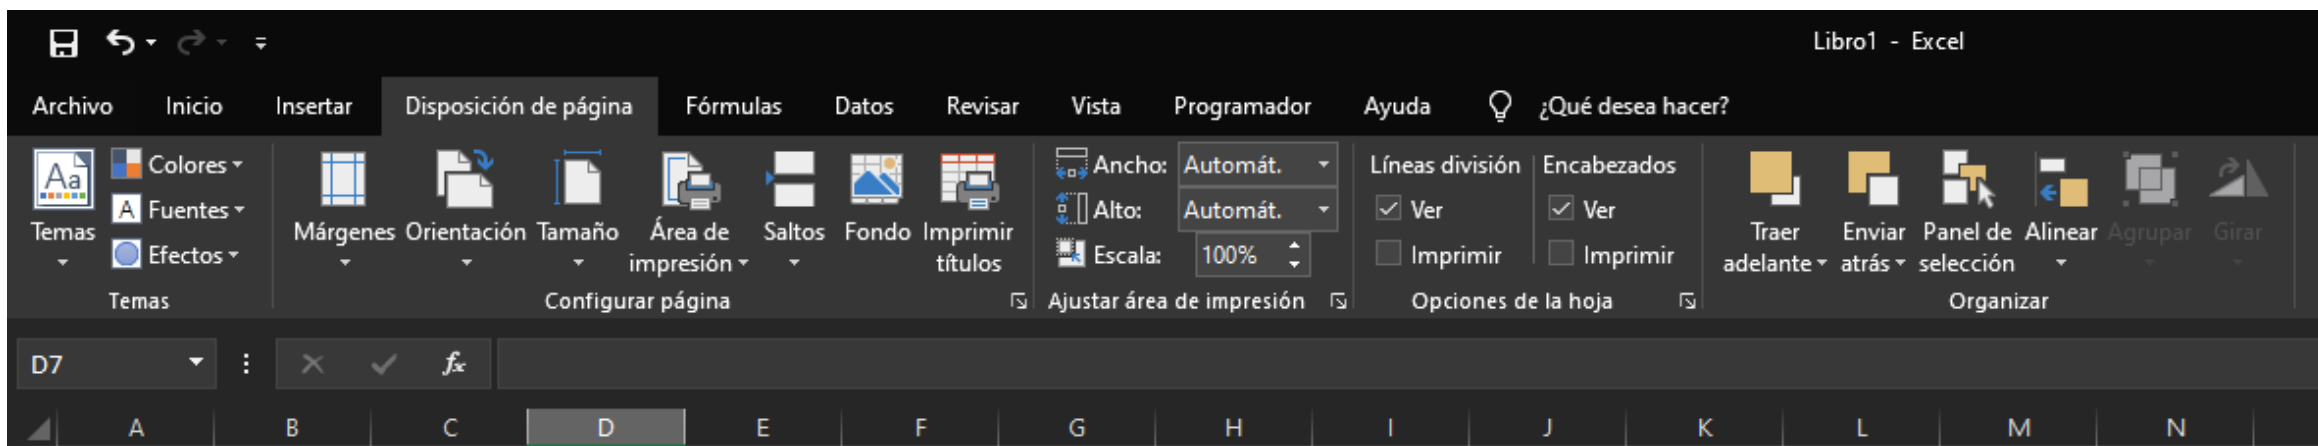 Libro1 - Excel
Archivo Inicio Insertar Disposición de página Fórmulas Datos Revisar Vista Programador Ayuda ¿Qué desea hacer?
Aa Temas
Colores
A Fuentes
Efectos
Temas
Márgenes Orientación Tamaño Área de impresión Saltos Fondo Imprimir títulos
Configurar página
Ancho: Automát.
Alto: Automát.
Escala: 100%
Ajustar área de impresión
Líneas división
Ver
Imprimir
Encabezados
Ver
Imprimir
Opciones de la hoja
Traer adelante Enviar atrás Panel de selección Alinear Agrupar Girar
Organizar
D7 fx
A B C D E F G H I J K L M N